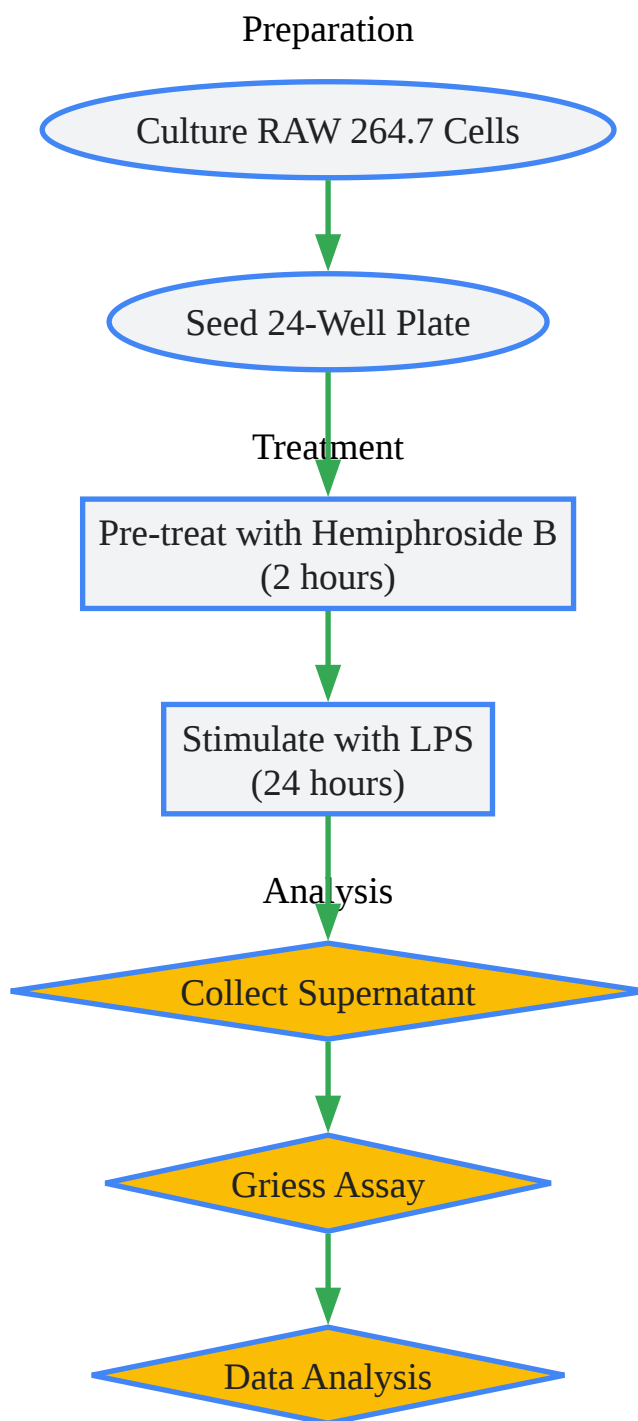 Preparation
Culture RAW 264.7 Cells
Seed 24-Well Plate
Treatment
Pre-treat with Hemiphroside B
(2 hours)
Stimulate with LPS
(24 hours)
Analysis
Collect Supernatant
Griess Assay
Data Analysis